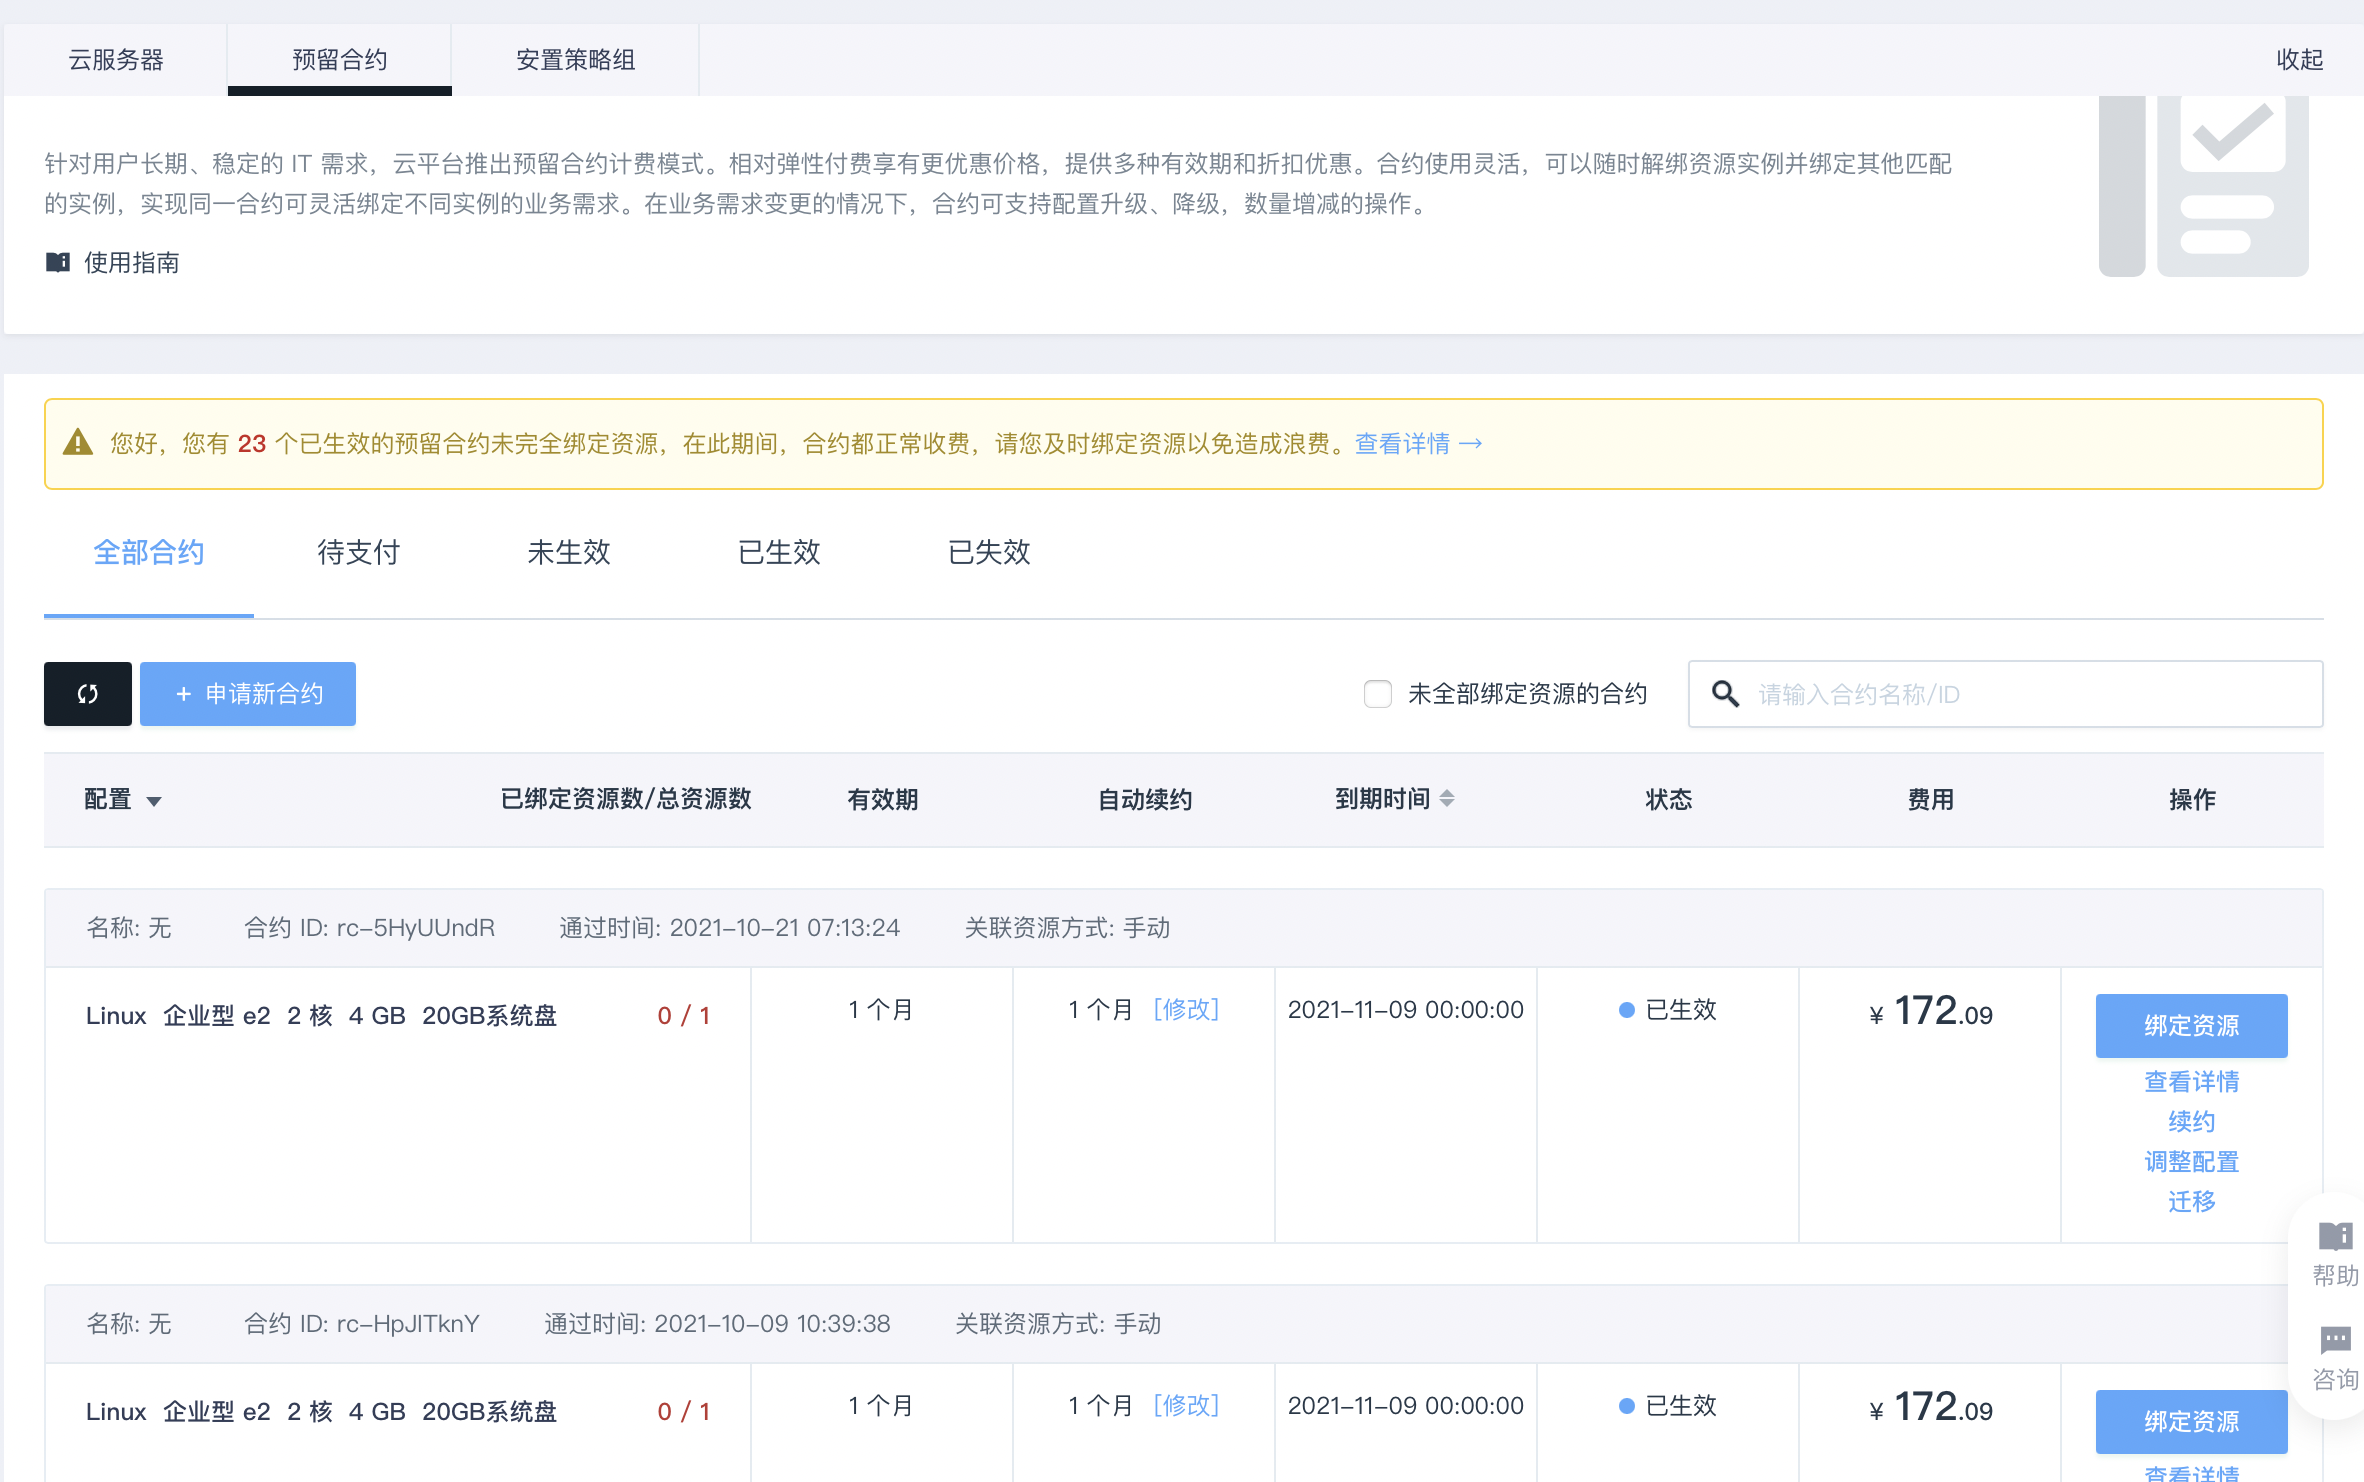 云服务器
预留合约
安置策略组
收起
针对用户长期、稳定的 IT 需求，云平台推出预留合约计费模式。相对弹性付费享有更优惠价格，提供多种有效期和折扣优惠。合约使用灵活，可以随时解绑资源实例并绑定其他匹配
的实例，实现同一合约可灵活绑定不同实例的业务需求。在业务需求变更的情况下，合约可支持配置升级、降级，数量增减的操作。
使用指南
您好，您有 23 个已生效的预留合约未完全绑定资源，在此期间，合约都正常收费，请您及时绑定资源以免造成浪费。查看详情 →
全部合约
待支付
未生效
已生效
已失效
+ 申请新合约
未全部绑定资源的合约
请输入合约名称/ID
配置
已绑定资源数/总资源数
有效期
自动续约
到期时间
状态
费用
操作
名称: 无
合约 ID: rc-5HyUUndR
通过时间: 2021-10-21 07:13:24
关联资源方式: 手动
Linux 企业型 e2 2 核 4 GB 20GB系统盘
0 / 1
1 个月
1 个月 [修改]
2021-11-09 00:00:00
已生效
¥ 172.09
绑定资源
查看详情
续约
调整配置
迁移
帮助
咨询
名称: 无
合约 ID: rc-HpJITknY
通过时间: 2021-10-09 10:39:38
关联资源方式: 手动
Linux 企业型 e2 2 核 4 GB 20GB系统盘
0 / 1
1 个月
1 个月 [修改]
2021-11-09 00:00:00
已生效
¥ 172.09
绑定资源
查看详情